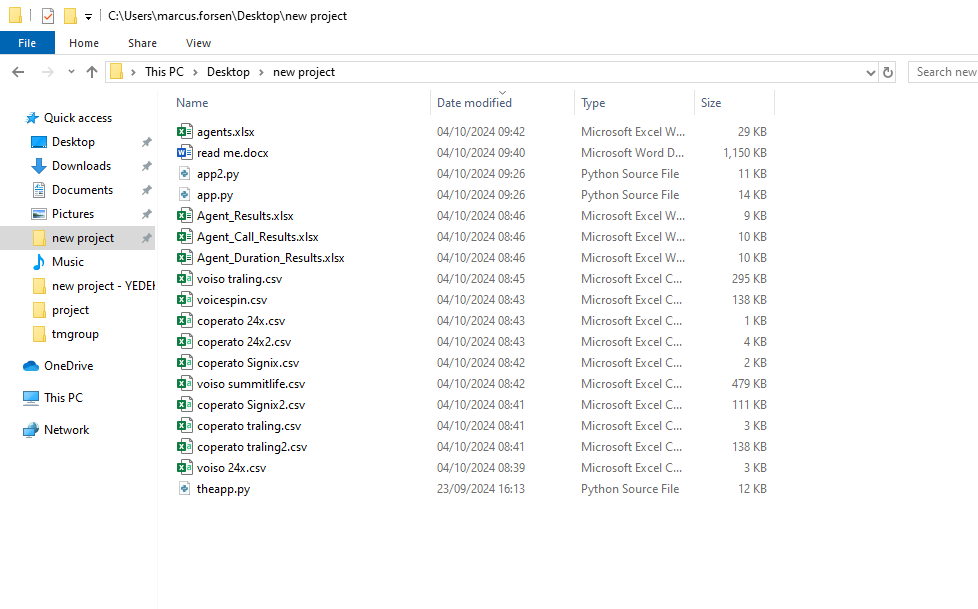 C:\Users\marcus.forsen\Desktop\new project
File Home Share View
This PC Desktop new project Search new
Quick access
Desktop
Downloads
Documents
Pictures
new project
Music
new project - YEDEK
project
tmgroup
OneDrive
This PC
Network
Name Date modified Type Size
agents.xlsx 04/10/2024 09:42 Microsoft Excel W... 29 KB
read me.docx 04/10/2024 09:40 Microsoft Word D... 1,150 KB
app2.py 04/10/2024 09:26 Python Source File 11 KB
app.py 04/10/2024 09:26 Python Source File 14 KB
Agent_Results.xlsx 04/10/2024 08:46 Microsoft Excel W... 9 KB
Agent_Call_Results.xlsx 04/10/2024 08:46 Microsoft Excel W... 10 KB
Agent_Duration_Results.xlsx 04/10/2024 08:46 Microsoft Excel W... 10 KB
voiso traling.csv 04/10/2024 08:45 Microsoft Excel C... 295 KB
voicespin.csv 04/10/2024 08:43 Microsoft Excel C... 138 KB
coperato 24x.csv 04/10/2024 08:43 Microsoft Excel C... 1 KB
coperato 24x2.csv 04/10/2024 08:43 Microsoft Excel C... 4 KB
coperato Signix.csv 04/10/2024 08:42 Microsoft Excel C... 2 KB
voiso summitlife.csv 04/10/2024 08:42 Microsoft Excel C... 479 KB
coperato Signix2.csv 04/10/2024 08:41 Microsoft Excel C... 111 KB
coperato traling.csv 04/10/2024 08:41 Microsoft Excel C... 3 KB
coperato traling2.csv 04/10/2024 08:41 Microsoft Excel C... 138 KB
voiso 24x.csv 04/10/2024 08:39 Microsoft Excel C... 3 KB
theapp.py 23/09/2024 16:13 Python Source File 12 KB